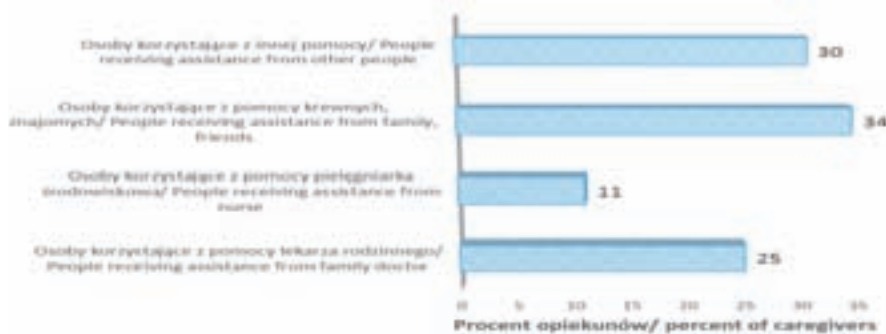 Osoby korzystające z innej pomocy/ People
receiving assistance from other people
30
Osoby korzystające z pomocy krewnych,
znajomych/ People receiving assistance from family,
friends
34
Osoby korzystające z pomocy pielęgniarka
środowiskowa/ People receiving assistance from
nurse
11
Osoby korzystające z pomocy lekarza rodzinnego/
People receiving assistance from family doctor
25
0 5 10 15 20 25 30 35
Procent opiekunów/ percent of caregivers